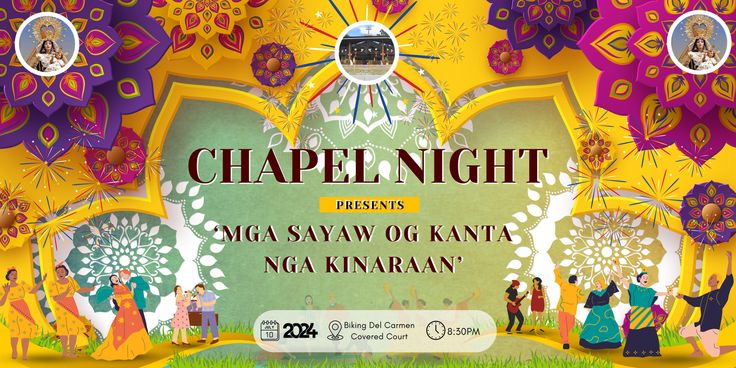 CHAPEL NIGHT
PRESENTS
‘MGA SAYAW OG KANTA
NGA KINARAAN’
JULY
10
2024
Biking Del Carmen
Covered Court
8:30PM